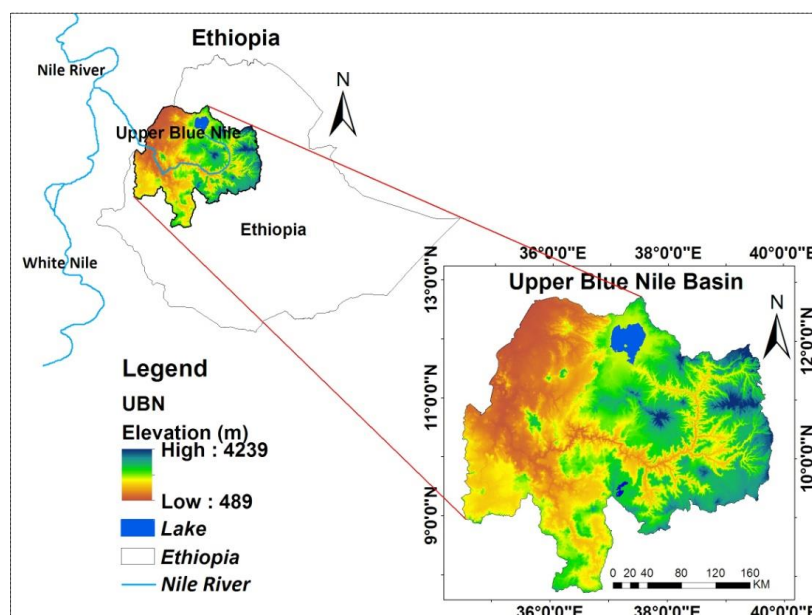 Ethiopia
Nile River
N
Upper Blue Nile
Ethiopia
White Nile
36°0'0"E 38°0'0"E 40°0'0"E
13°0'0"N
Upper Blue Nile Basin
N
12°0'0"N
11°0'0"N
10°0'0"N
9°0'0"N
Legend
UBN
Elevation (m)
High : 4239
Low : 489
Lake
Ethiopia
Nile River
0 20 40 80 120 160
KM
36°0'0"E 38°0'0"E 40°0'0"E